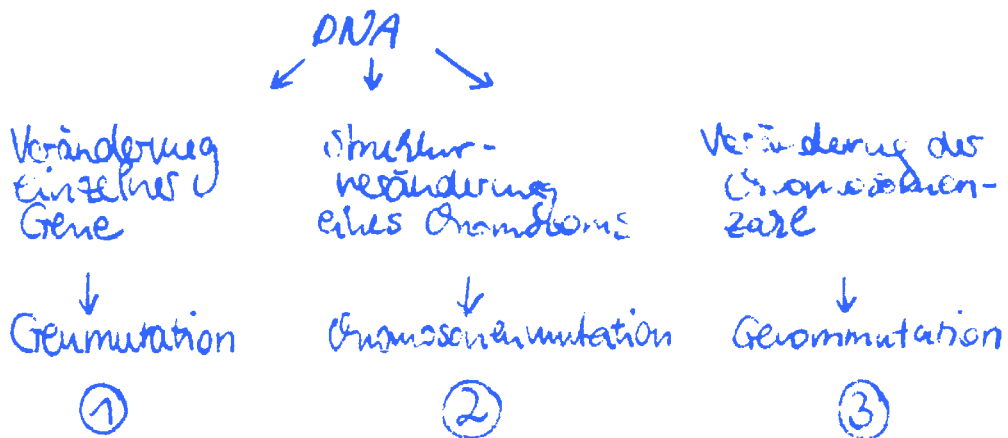 DNA
Veränderung
einzelner
Gene
Struktur-
veränderung
eines Chromosoms
Veränderung der
Chromosomen-
zahl
Genmutation
Chromosomenmutation
Genommutation
1
2
3